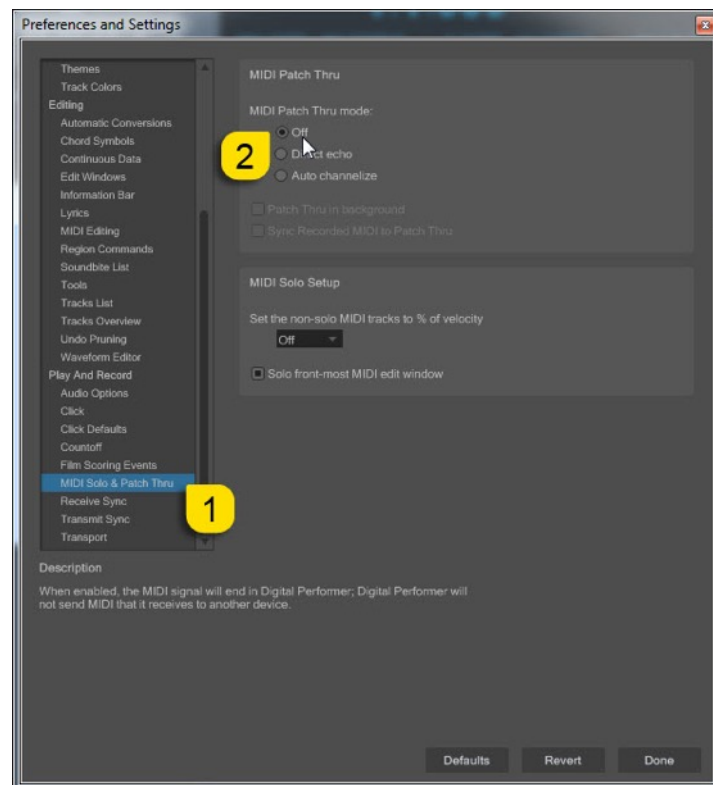 Preferences and Settings
Themes
Track Colors
Editing
Automatic Conversions
Chord Symbols
Continuous Data
Edit Windows
Information Bar
Lyrics
MIDI Editing
Region Commands
Soundbite List
Tools
Tracks List
Tracks Overview
Undo Pruning
Waveform Editor
Play And Record
Audio Options
Click
Click Defaults
Countoff
Film Scoring Events
MIDI Solo & Patch Thru
Receive Sync
Transmit Sync
Transport
1
MIDI Patch Thru
MIDI Patch Thru mode:
2
Off
Direct echo
Auto channelize
Patch Thru in background
Sync Recorded MIDI to Patch Thru
MIDI Solo Setup
Set the non-solo MIDI tracks to % of velocity
Off
Solo front-most MIDI edit window
Description
When enabled, the MIDI signal will end in Digital Performer; Digital Performer will
not send MIDI that it receives to another device.
Defaults Revert Done